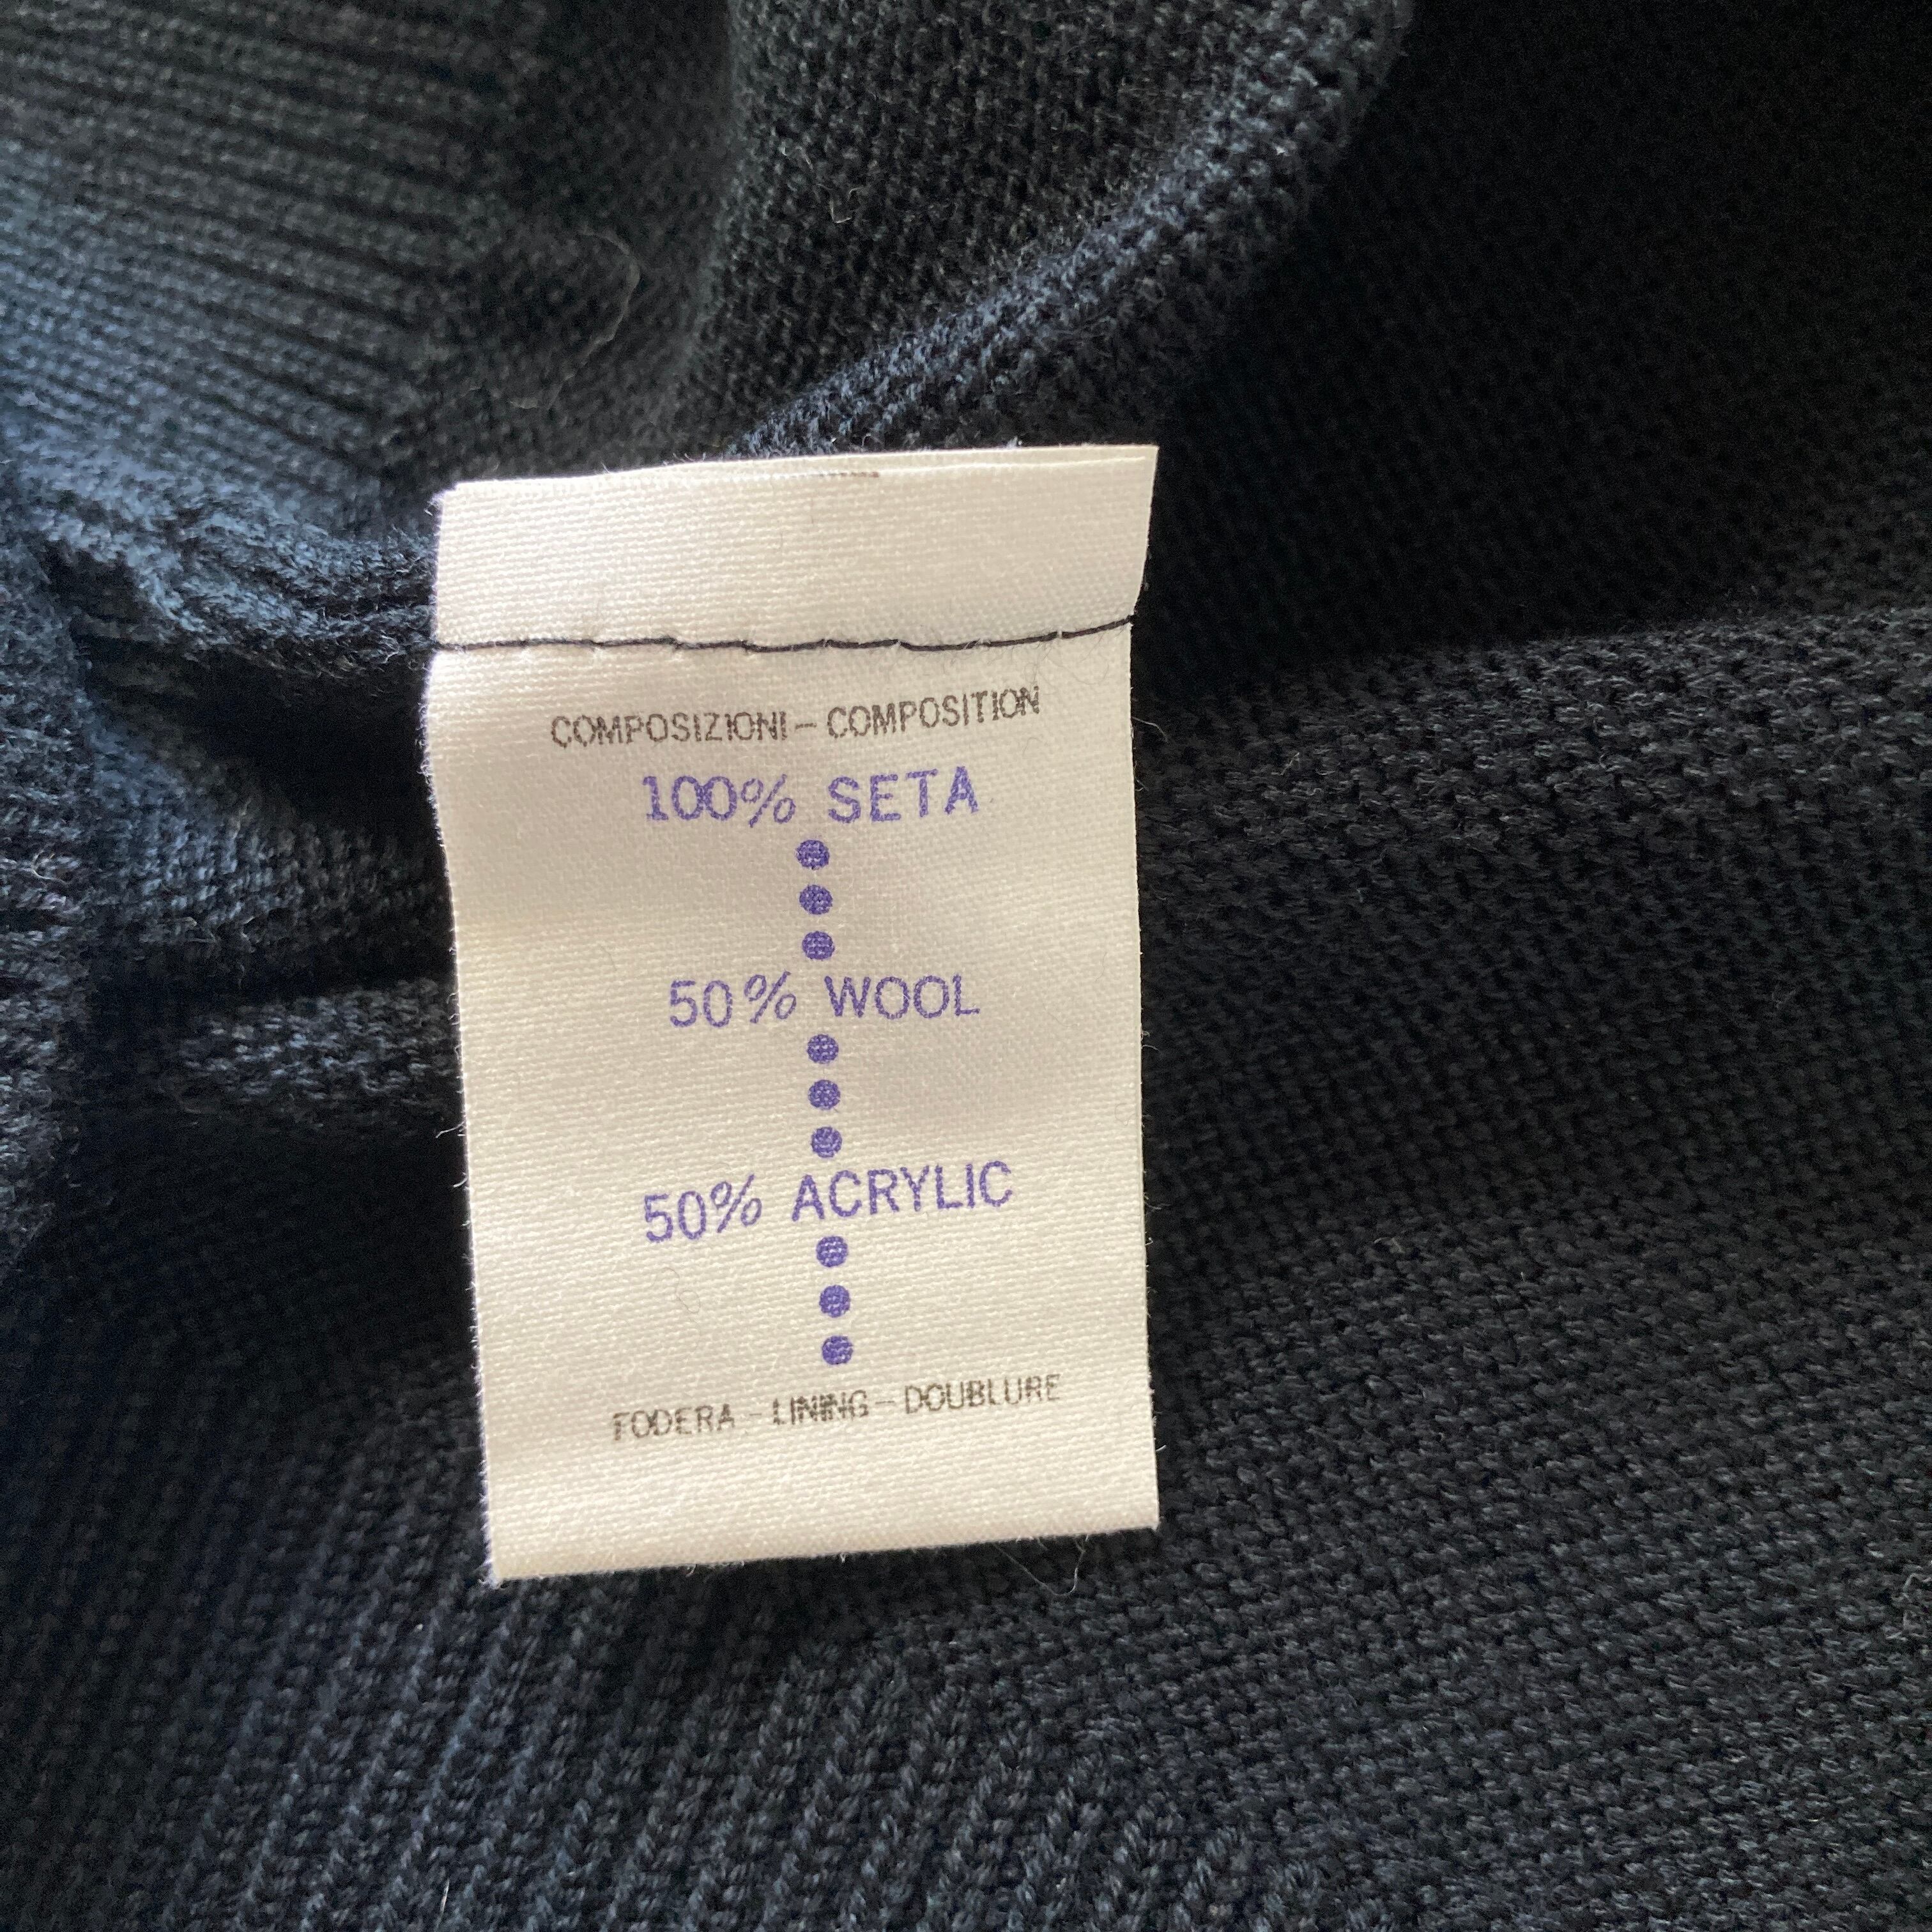 COMPOSIZIONI - COMPOSITION
100% SETA
50% WOOL
50% ACRYLIC
FODERA - LINING - DOUBLURE